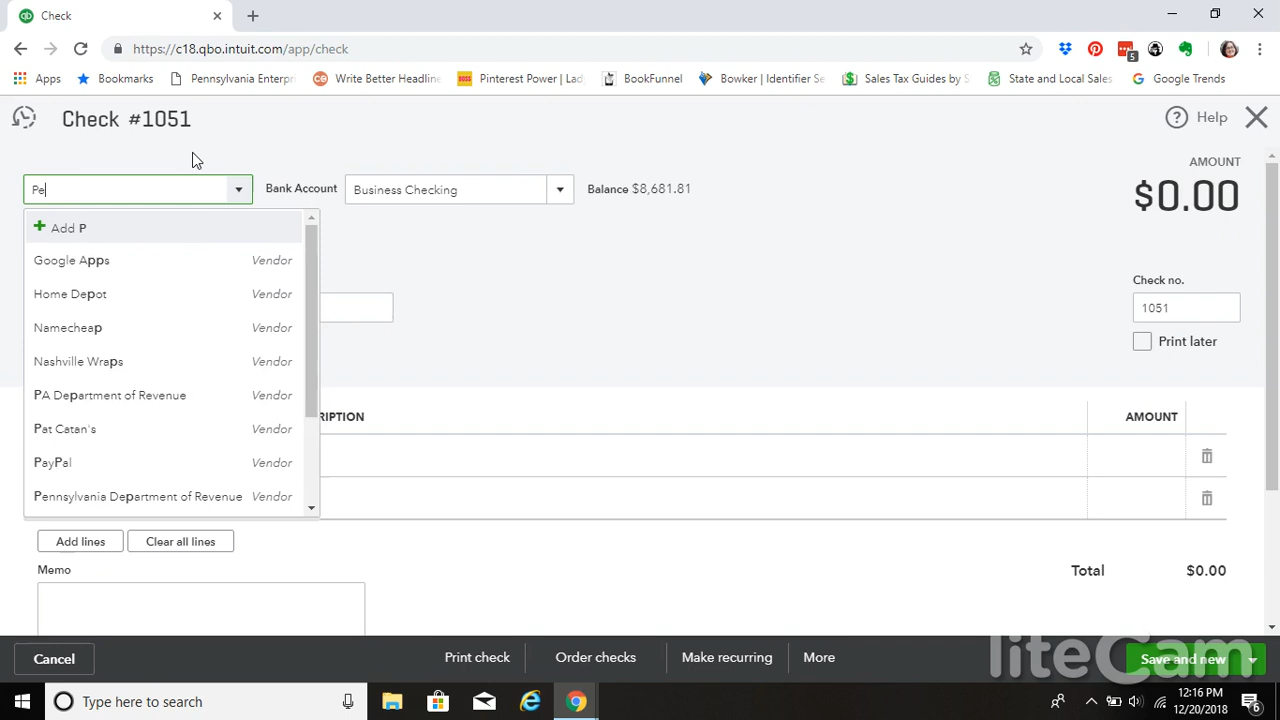 Check
https://c18.qbo.intuit.com/app/check
5
Apps
Bookmarks
Pennsylvania Enterpr
Write Better Headline
Pinterest Power | Lad
BookFunnel
Bowker | Identifier Se
Sales Tax Guides by S
State and Local Sales
Google Trends
Check #1051
Help
AMOUNT
$0.00
Pe
Bank Account
Business Checking
Balance $8,681.81
Add P
Google Apps Vendor
Home Depot Vendor
Namecheap Vendor
Nashville Wraps Vendor
PA Department of Revenue Vendor
Pat Catan's Vendor
PayPal Vendor
Pennsylvania Department of Revenue Vendor
Check no.
1051
Print later
RIPTION
AMOUNT
Add lines
Clear all lines
Memo
Total $0.00
Cancel
Print check
Order checks
Make recurring
More
Save and new
liteCam
Type here to search
12:16 PM
12/20/2018
6